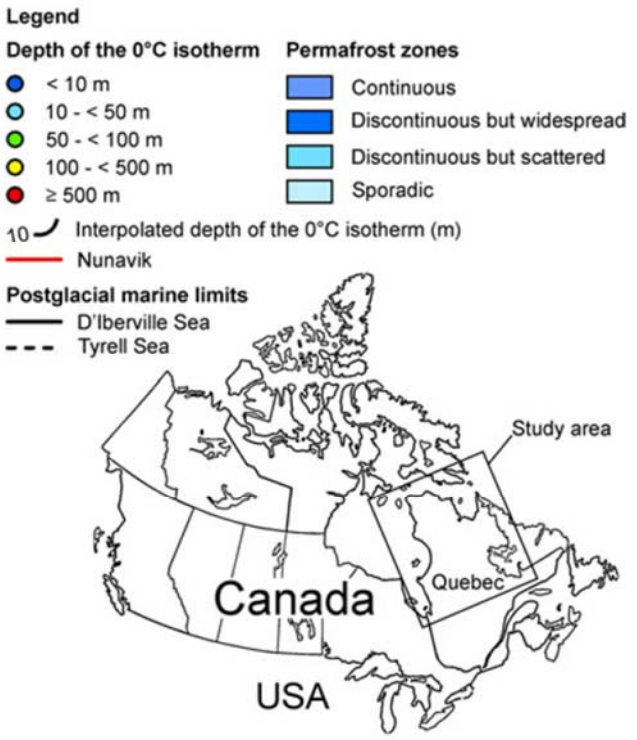 Legend
Depth of the 0°C isotherm
< 10 m
10 - < 50 m
50 - < 100 m
100 - < 500 m
≥ 500 m
Permafrost zones
Continuous
Discontinuous but widespread
Discontinuous but scattered
Sporadic
10 Interpolated depth of the 0°C isotherm (m)
Nunavik
Postglacial marine limits
D'Iberville Sea
Tyrell Sea
Study area
Quebec
Canada
USA